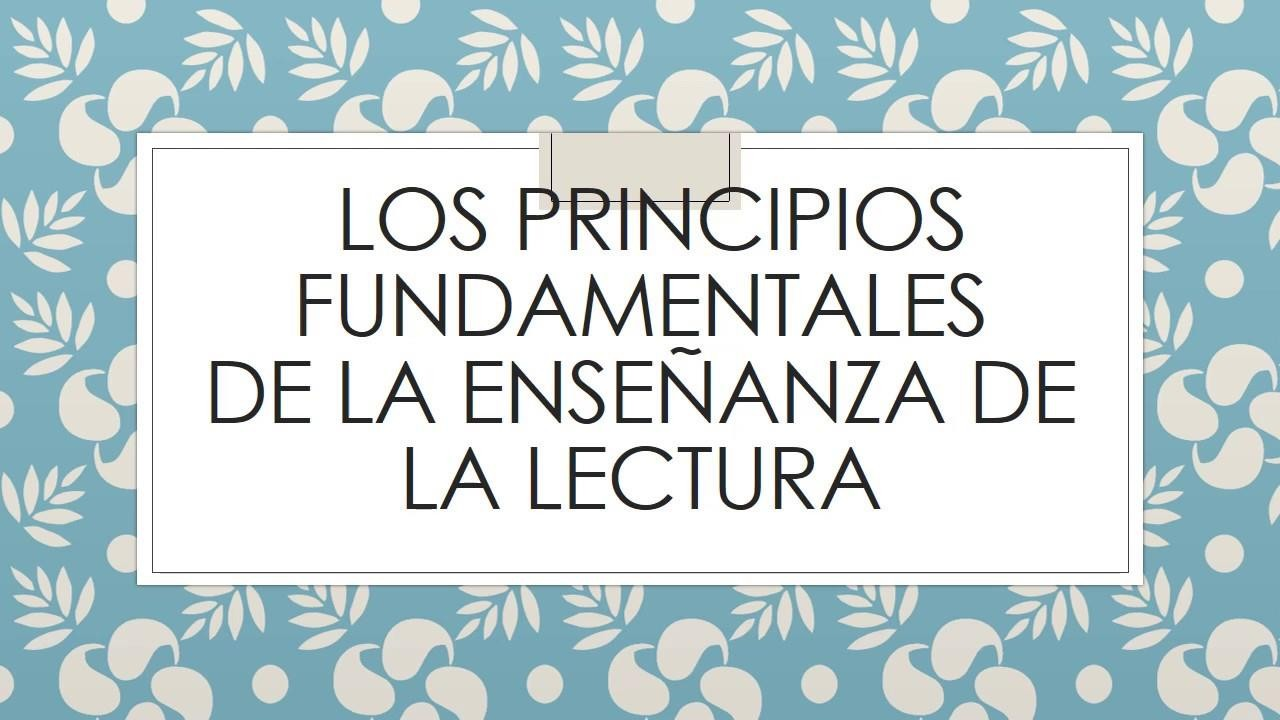 LOS PRINCIPIOS
FUNDAMENTALES
DE LA ENSEÑANZA DE
LA LECTURA